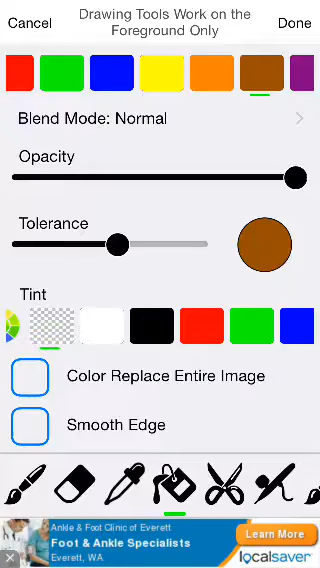 Cancel
Drawing Tools Work on the
Foreground Only
Done
Blend Mode: Normal
Opacity
Tolerance
Tint
Color Replace Entire Image
Smooth Edge
Ankle & Foot Clinic of Everett
Foot & Ankle Specialists
Everett, WA
Learn More
localsaver